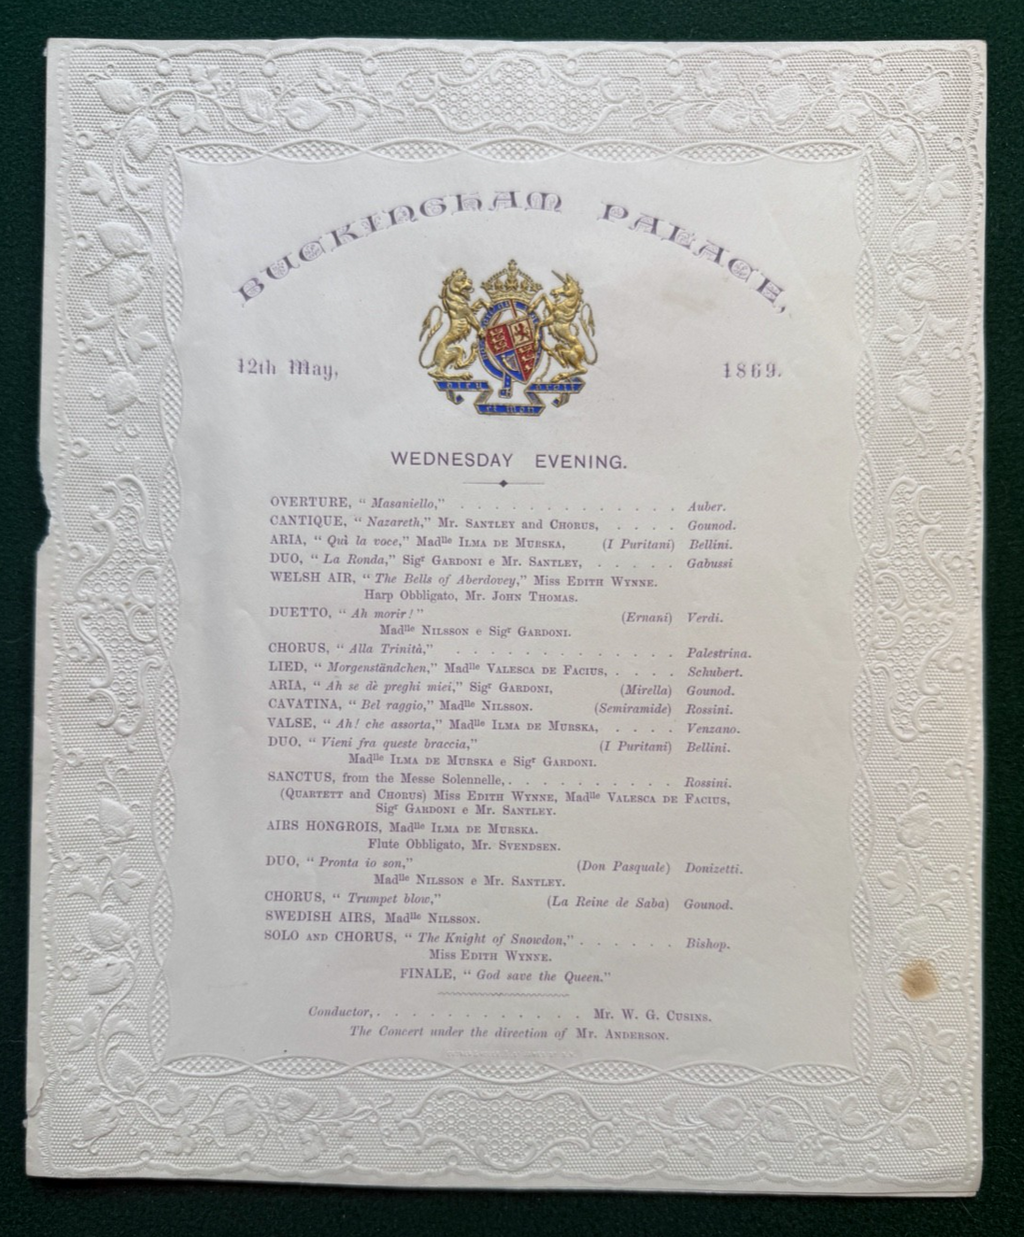 BUCKINGHAM PALACE,
12th May, 1869.
WEDNESDAY EVENING.
OVERTURE, “ Masaniello,” . . . . . . . . . . . . . Auber.
CANTIQUE, “ Nazareth,” Mr. SANTLEY and CHORUS, . . . . Gounod.
ARIA, “ Quì la voce,” Madlle ILMA DE MURSKA, (I Puritani) Bellini.
DUO, “ La Ronda,” Sigr GARDONI e Mr. SANTLEY, . . . . . Gabussi
WELSH AIR, “ The Bells of Aberdovey,” Miss EDITH WYNNE.
Harp Obbligato, Mr. JOHN THOMAS.
DUETTO, “ Ah morir! ” (Ernani) Verdi.
Madlle NILSSON e Sigr GARDONI.
CHORUS, “ Alla Trinità,” . . . . . . . . . . . . . Palestrina.
LIED, “ Morgenständchen,” Madlle VALESCA DE FACIUS, . . . . Schubert.
ARIA, “ Ah se dè preghi miei,” Sigr GARDONI, (Mirella) Gounod.
CAVATINA, “ Bel raggio,” Madlle NILSSON. (Semiramide) Rossini.
VALSE, “ Ah! che assorta,” Madlle ILMA DE MURSKA, . . . . Venzano.
DUO, “ Vieni fra queste braccia,” (I Puritani) Bellini.
Madlle ILMA DE MURSKA e Sigr GARDONI.
SANCTUS, from the Messe Solennelle, . . . . . . . . . . Rossini.
(QUARTETT and CHORUS) Miss EDITH WYNNE, Madlle VALESCA DE FACIUS,
Sigr GARDONI e Mr. SANTLEY.
AIRS HONGROIS, Madlle ILMA DE MURSKA.
Flute Obbligato, Mr. SVENDSEN.
DUO, “ Pronta io son,” (Don Pasquale) Donizetti.
Madlle NILSSON e Mr. SANTLEY.
CHORUS, “ Trumpet blow,” (La Reine de Saba) Gounod.
SWEDISH AIRS, Madlle NILSSON.
SOLO AND CHORUS, “ The Knight of Snowdon,” . . . . . . Bishop.
Miss EDITH WYNNE.
FINALE, “ God save the Queen.”
Conductor, . . . . . . . . . . . . Mr. W. G. CUSINS.
The Concert under the direction of Mr. ANDERSON.